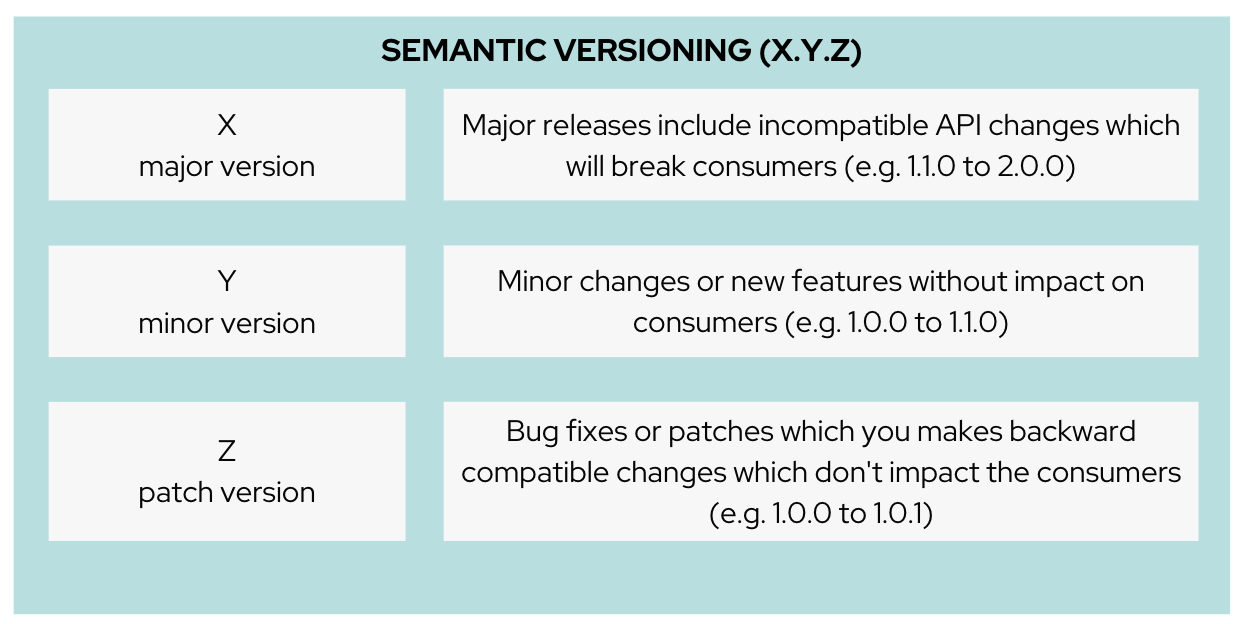 SEMANTIC VERSIONING (X.Y.Z)
X
major version
Major releases include incompatible API changes which
will break consumers (e.g. 1.1.0 to 2.0.0)
Y
minor version
Minor changes or new features without impact on
consumers (e.g. 1.0.0 to 1.1.0)
Z
patch version
Bug fixes or patches which you makes backward
compatible changes which don't impact the consumers
(e.g. 1.0.0 to 1.0.1)